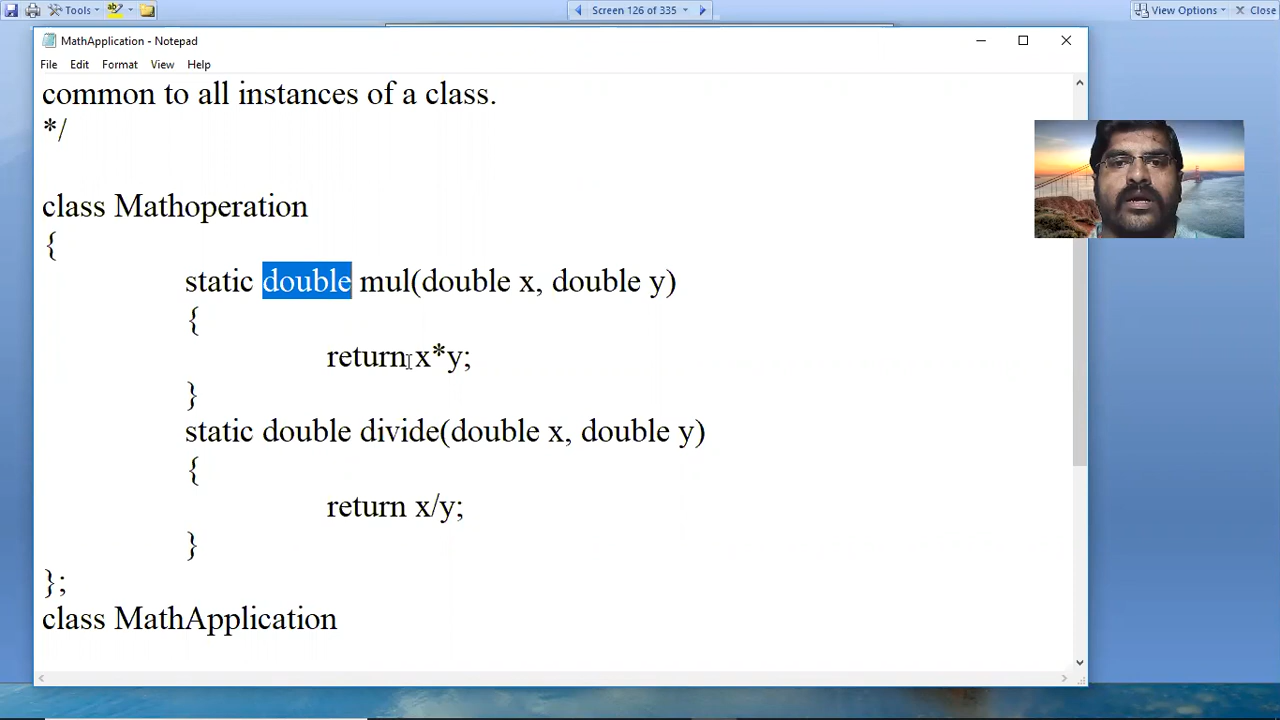 Tools
Screen 126 of 335
View Options
Close
MathApplication - Notepad
File Edit Format View Help
common to all instances of a class.
*/
class Mathoperation
{
static double mul(double x, double y)
{
return x*y;
}
static double divide(double x, double y)
{
return x/y;
}
};
class MathApplication